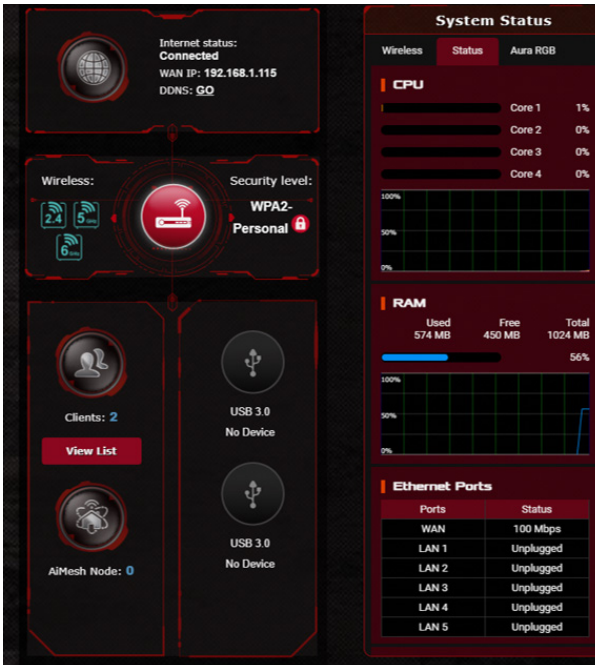 Internet status:
Connected
WAN IP: 192.168.1.115
DDNS: GO
Wireless:
2.4
5 GHz
6 GHz
Security level:
WPA2-
Personal
Clients: 2
View List
AiMesh Node: 0
USB 3.0
No Device
USB 3.0
No Device
System Status
Wireless Status Aura RGB
CPU
Core 1 1%
Core 2 0%
Core 3 0%
Core 4 0%
100%
50%
0%
RAM
Used Free Total
574 MB 450 MB 1024 MB
56%
100%
50%
0%
Ethernet Ports
Ports Status
WAN 100 Mbps
LAN 1 Unplugged
LAN 2 Unplugged
LAN 3 Unplugged
LAN 4 Unplugged
LAN 5 Unplugged